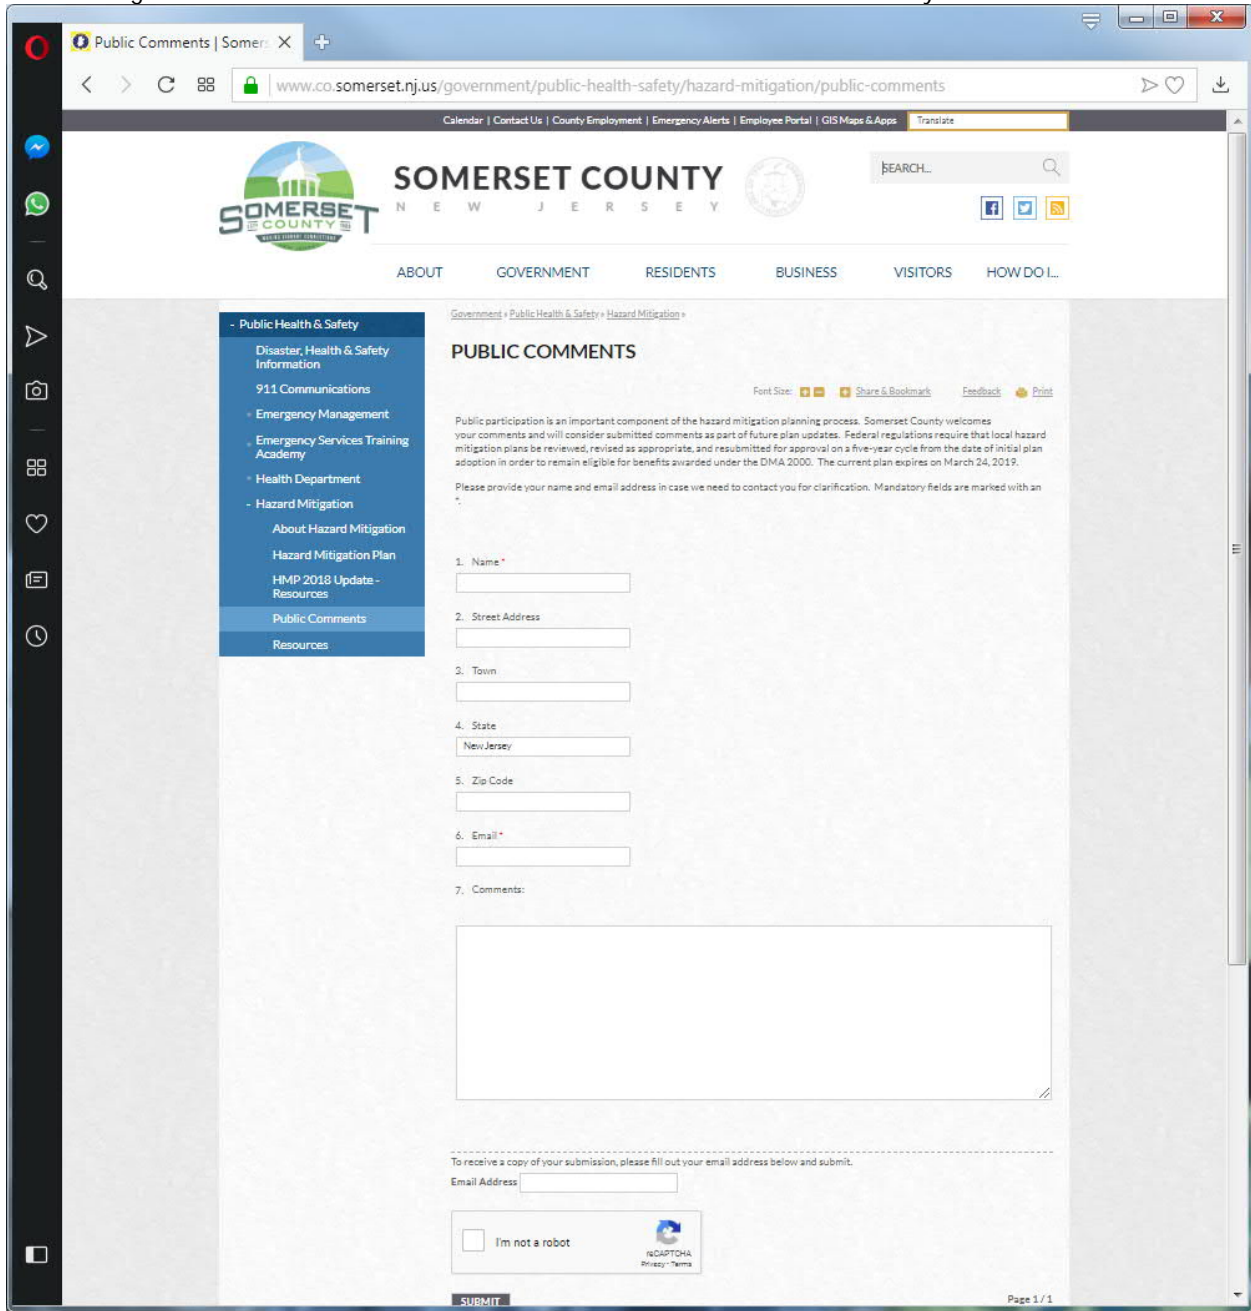 Public Comments | Somers
www.co.somerset.nj.us/government/public-health-safety/hazard-mitigation/public-comments
Calendar | Contact Us | County Employment | Emergency Alerts | Employee Portal | GIS Maps & Apps Translate
SOMERSET COUNTY
SOMERSET COUNTY
NEW JERSEY
SEARCH...
ABOUT GOVERNMENT RESIDENTS BUSINESS VISITORS HOW DO I...
- Public Health & Safety
Disaster, Health & Safety
Information
911 Communications
Emergency Management
Emergency Services Training
Academy
Health Department
- Hazard Mitigation
About Hazard Mitigation
Hazard Mitigation Plan
HMP 2018 Update -
Resources
Public Comments
Resources
Government » Public Health & Safety » Hazard Mitigation »
PUBLIC COMMENTS
Font Size: + - + Share & Bookmark Feedback Print
Public participation is an important component of the hazard mitigation planning process. Somerset County welcomes
your comments and will consider submitted comments as part of future plan updates. Federal regulations require that local hazard
mitigation plans be reviewed, revised as appropriate, and resubmitted for approval on a five-year cycle from the date of initial plan
adoption in order to remain eligible for benefits awarded under the DMA 2000. The current plan expires on March 24, 2019.
Please provide your name and email address in case we need to contact you for clarification. Mandatory fields are marked with an
*.
1. Name *
2. Street Address
3. Town
4. State
New Jersey
5. Zip Code
6. Email *
7. Comments:
To receive a copy of your submission, please fill out your email address below and submit.
Email Address
I'm not a robot
reCAPTCHA
Privacy - Terms
SUBMIT
Page 1 / 1